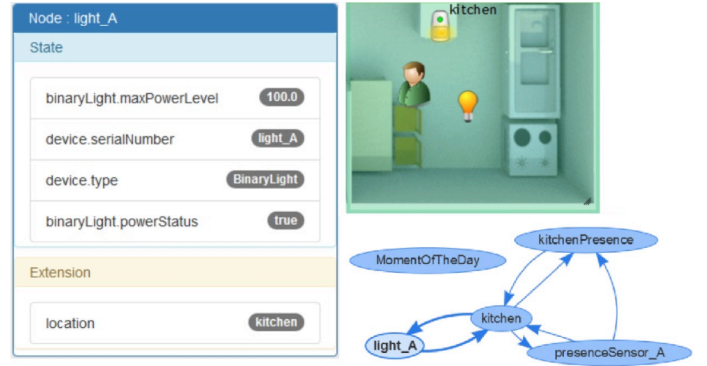 Node : light_A
State
binaryLight.maxPowerLevel 100.0
device.serialNumber light_A
device.type BinaryLight
binaryLight.powerStatus true
Extension
location kitchen
kitchen
kitchenPresence
MomentOfTheDay
kitchen
light_A
presenceSensor_A